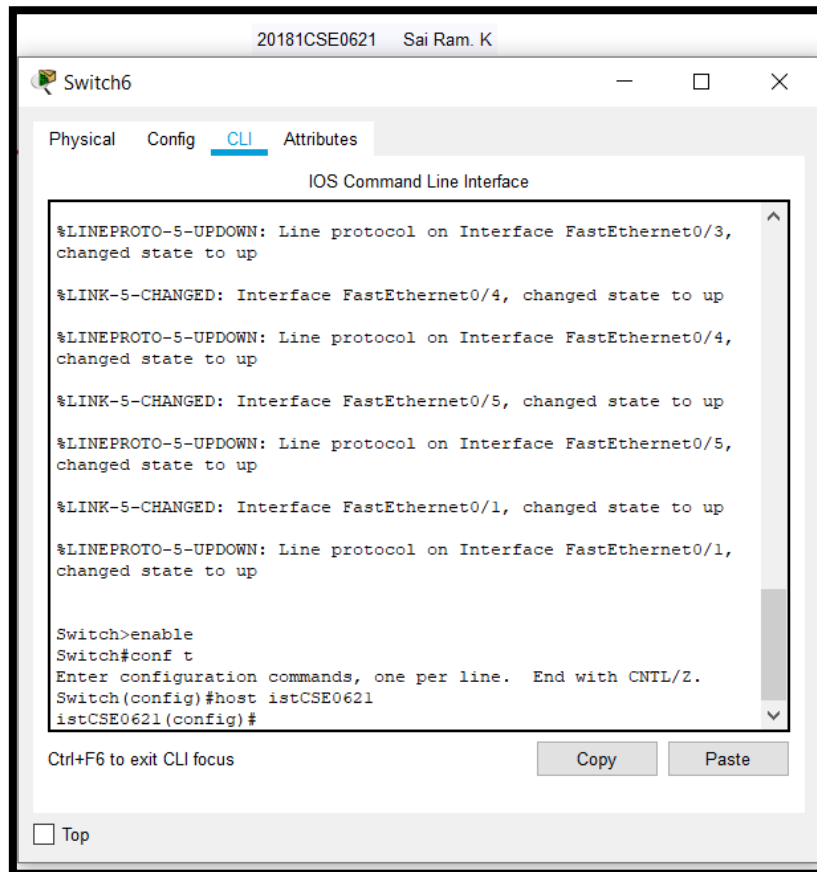 20181CSE0621 Sai Ram. K
Switch6
Physical Config CLI Attributes
IOS Command Line Interface
%LINEPROTO-5-UPDOWN: Line protocol on Interface FastEthernet0/3,
changed state to up
%LINK-5-CHANGED: Interface FastEthernet0/4, changed state to up
%LINEPROTO-5-UPDOWN: Line protocol on Interface FastEthernet0/4,
changed state to up
%LINK-5-CHANGED: Interface FastEthernet0/5, changed state to up
%LINEPROTO-5-UPDOWN: Line protocol on Interface FastEthernet0/5,
changed state to up
%LINK-5-CHANGED: Interface FastEthernet0/1, changed state to up
%LINEPROTO-5-UPDOWN: Line protocol on Interface FastEthernet0/1,
changed state to up
Switch>enable
Switch#conf t
Enter configuration commands, one per line. End with CNTL/Z.
Switch(config)#host istCSE0621
istCSE0621(config)#
Ctrl+F6 to exit CLI focus
Copy Paste
Top